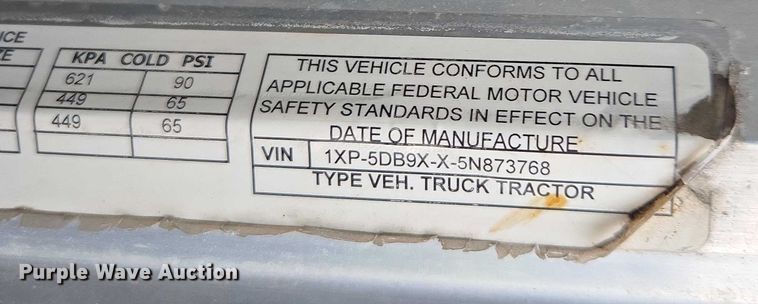 ICE
ZE
KPA COLD PSI
621 90
449 65
449 65
THIS VEHICLE CONFORMS TO ALL
APPLICABLE FEDERAL MOTOR VEHICLE
SAFETY STANDARDS IN EFFECT ON THE
DATE OF MANUFACTURE
VIN 1XP-5DB9X-X-5N873768
TYPE VEH. TRUCK TRACTOR
Purple Wave Auction